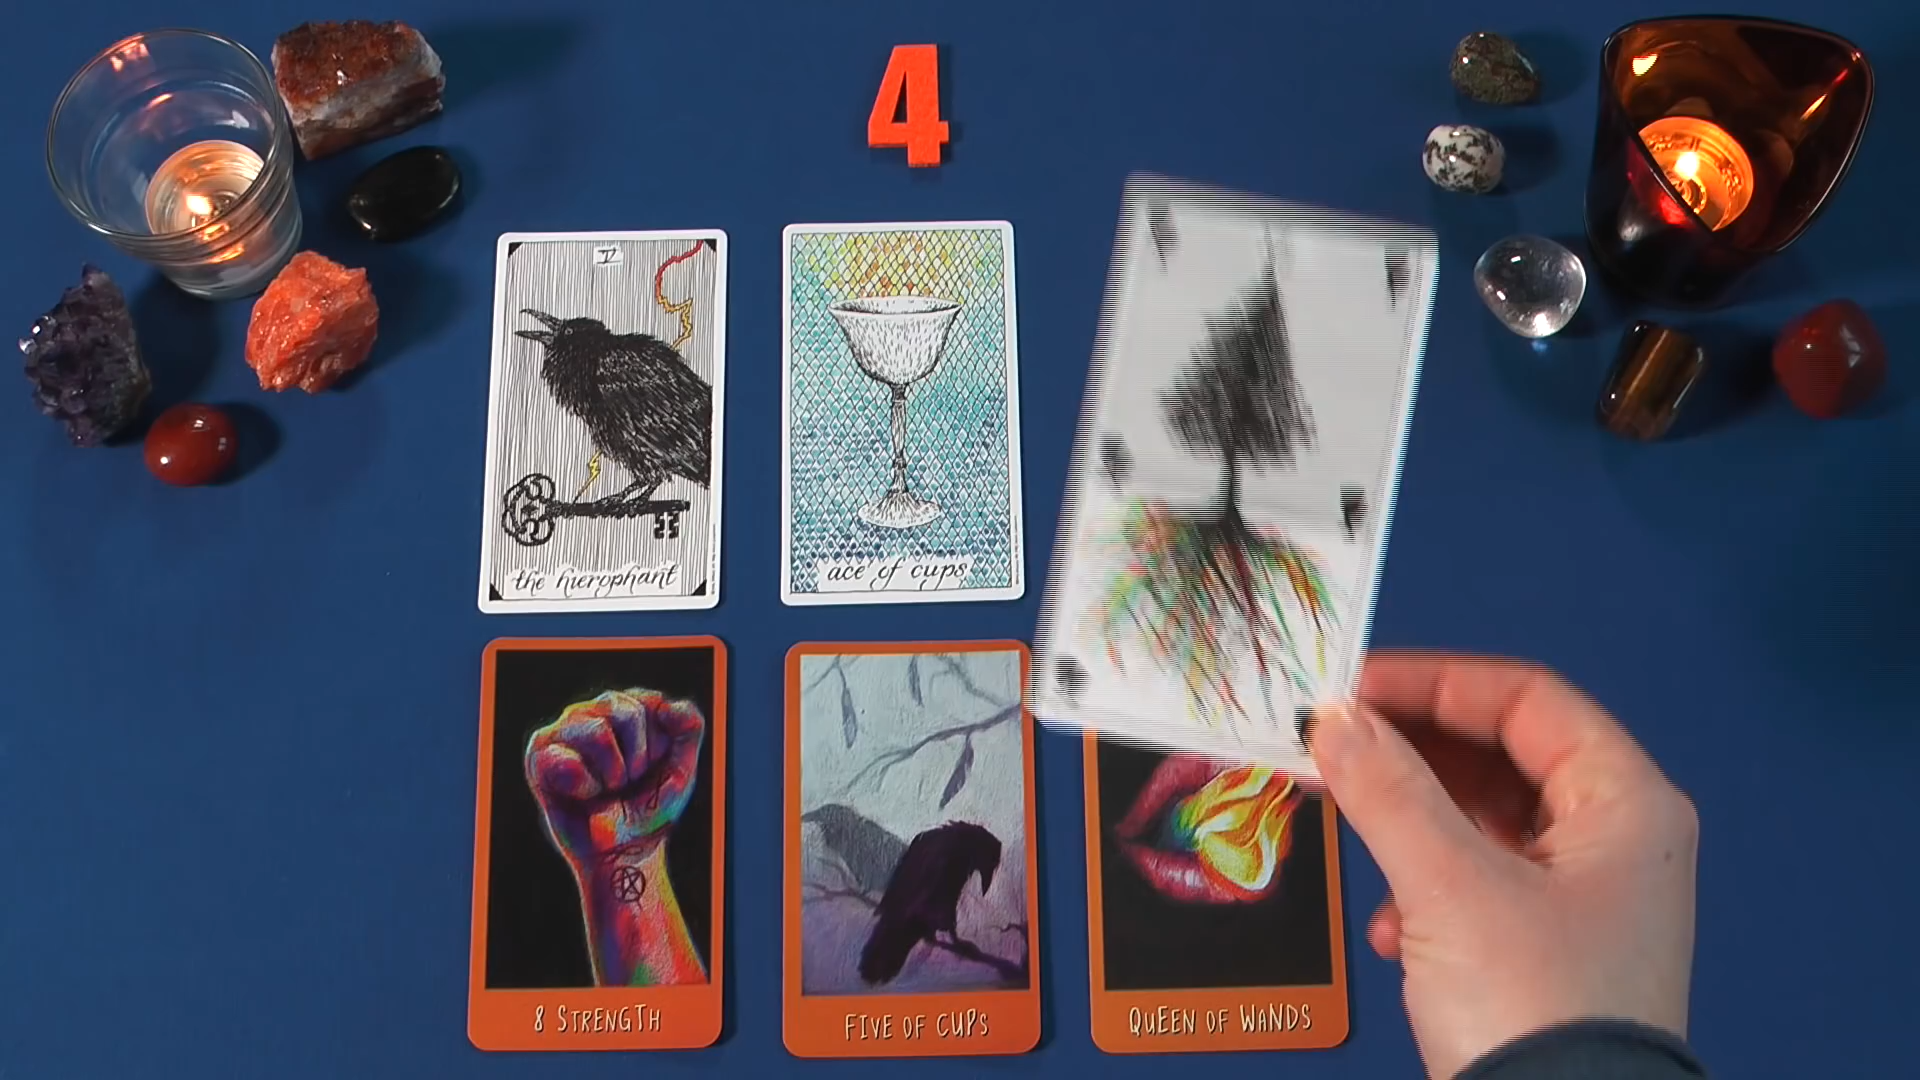 4
V
the hierophant
ace of cups
8 STRENGTH
FIVE OF CUPS
QUEEN OF WANDS